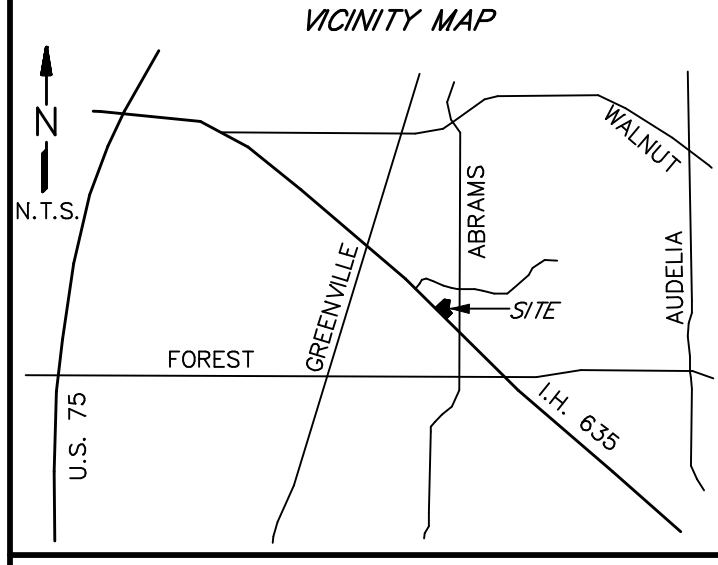 VICINITY MAP
N
N.T.S.
WALNUT
ABRAMS
AUDELIA
GREENVILLE
SITE
FOREST
U.S. 75
I.H. 635